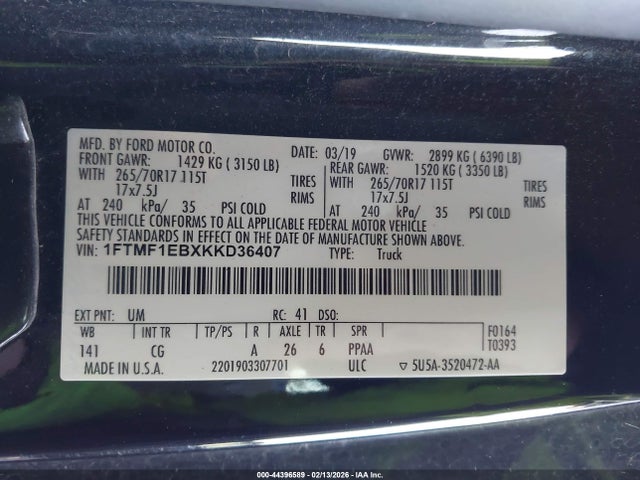 MFD. BY FORD MOTOR CO. DATE: 03/19 GVWR: 2899 KG ( 6390 LB)
FRONT GAWR: 1429 KG ( 3150 LB) REAR GAWR: 1520 KG ( 3350 LB)
WITH 265/70R17 115T TIRES WITH 265/70R17 115T TIRES
17x7.5J RIMS 17x7.5J RIMS
AT 240 kPa/ 35 PSI COLD AT 240 kPa/ 35 PSI COLD
THIS VEHICLE CONFORMS TO ALL APPLICABLE FEDERAL MOTOR VEHICLE
SAFETY STANDARDS IN EFFECT ON THE DATE OF MANUFACTURE SHOWN ABOVE.
VIN: 1FTMF1EBXKKD36407 TYPE: Truck
EXT PNT: UM RC: 41 DSO:
WB INT TR TP/PS R AXLE TR SPR F0164
141 CG A 26 6 PPAA T0393
MADE IN U.S.A. 2201903307701 ULC ▽ 5U5A-3520472-AA
000-44396589 - 02/13/2026 - IAA Inc.